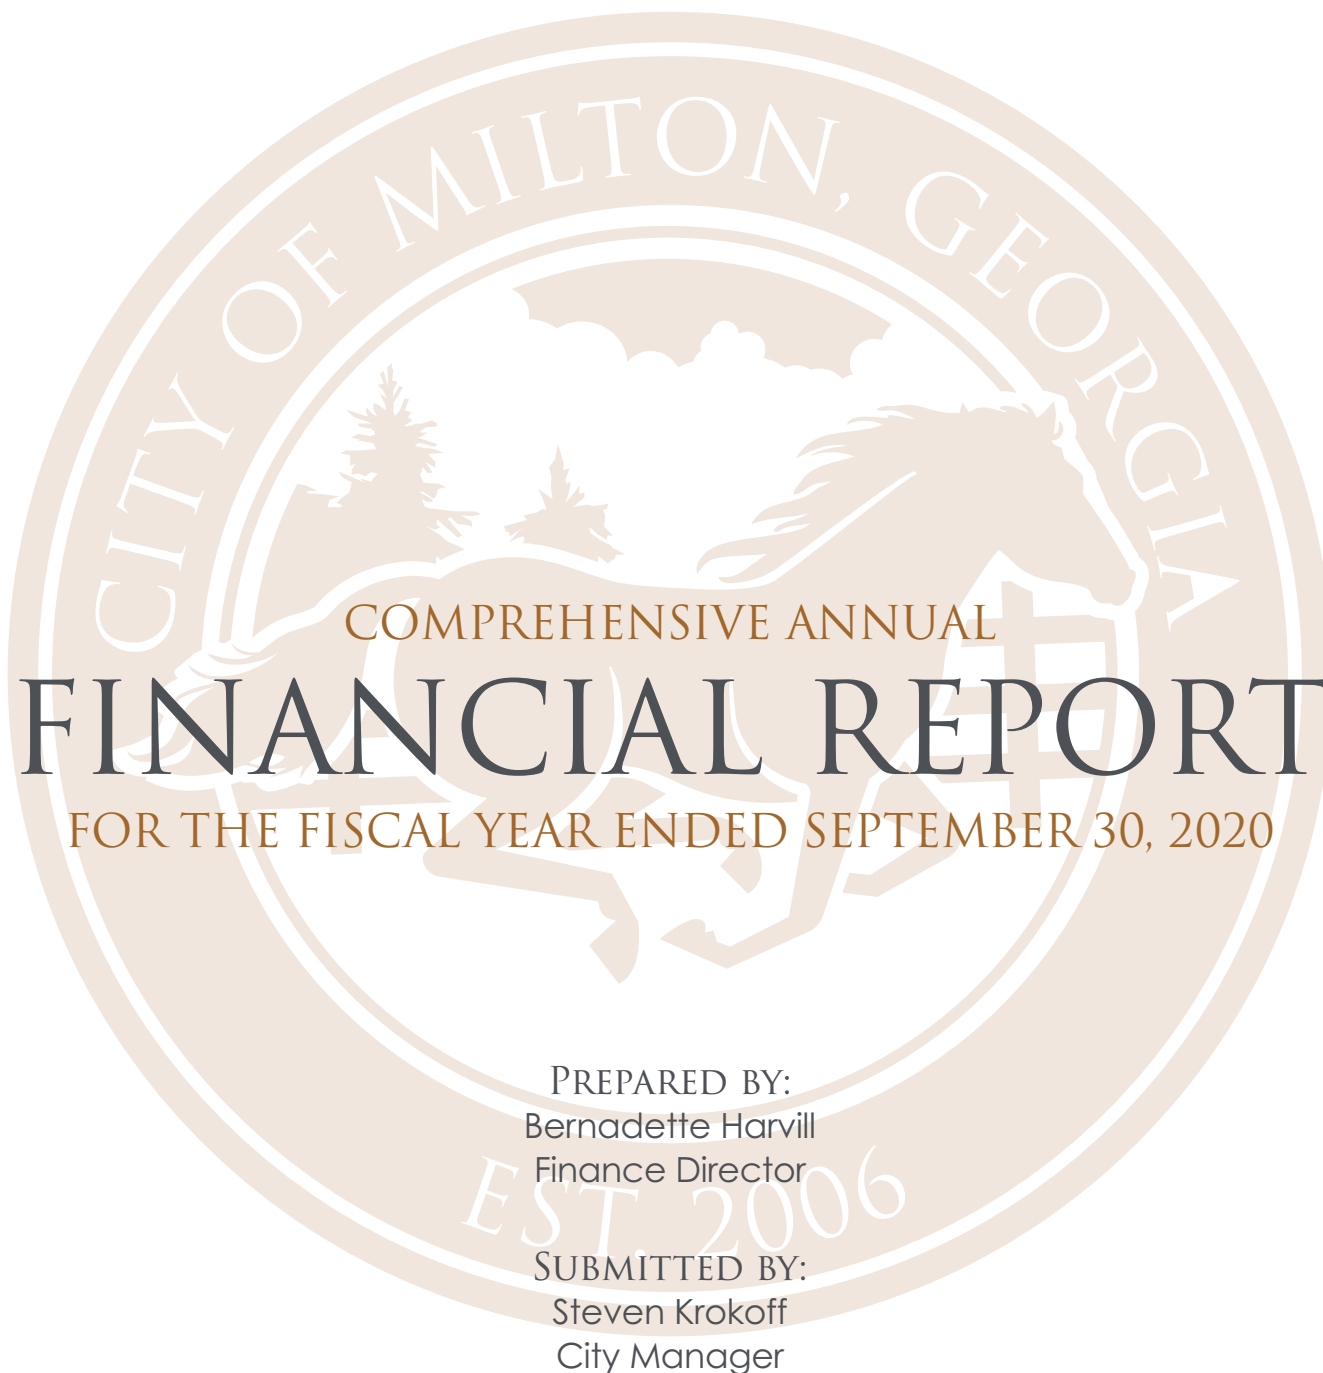 CITY OF MILTON, GEORGIA
COMPREHENSIVE ANNUAL
FINANCIAL REPORT
FOR THE FISCAL YEAR ENDED SEPTEMBER 30, 2020
PREPARED BY:
Bernadette Harvill
Finance Director
EST. 2006
SUBMITTED BY:
Steven Krokoff
City Manager